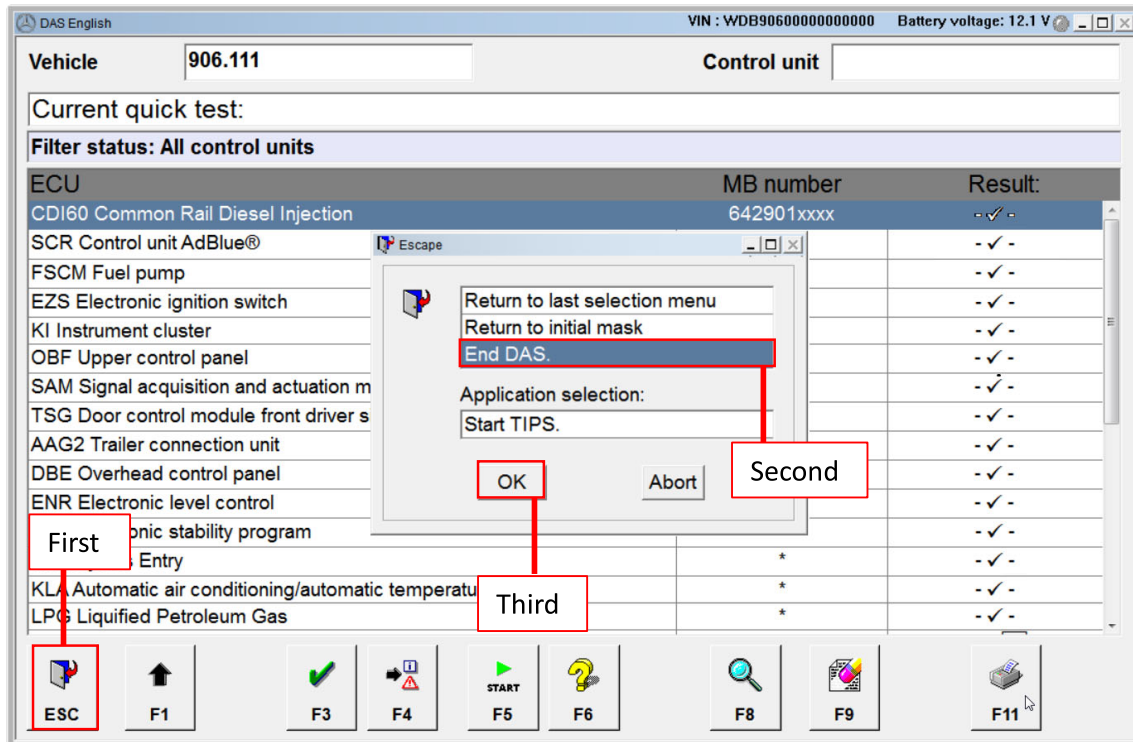 DAS English VIN : WDB90600000000000 Battery voltage: 12.1 V
Vehicle 906.111 Control unit
Current quick test:
Filter status: All control units
ECU MB number Result:
CDI60 Common Rail Diesel Injection 642901xxxx - ✓ -
SCR Control unit AdBlue® - ✓ -
FSCM Fuel pump - ✓ -
EZS Electronic ignition switch - ✓ -
KI Instrument cluster - ✓ -
OBF Upper control panel - ✓ -
SAM Signal acquisition and actuation m - ✓ -
TSG Door control module front driver s - ✓ -
AAG2 Trailer connection unit - ✓ -
DBE Overhead control panel - ✓ -
ENR Electronic level control - ✓ -
onic stability program - ✓ -
Entry * - ✓ -
KLA Automatic air conditioning/automatic temperatu * - ✓ -
LPG Liquified Petroleum Gas * - ✓ -
Escape
Return to last selection menu
Return to initial mask
End DAS.
Application selection:
Start TIPS.
OK Abort
First
Second
Third
START
ESC F1 F3 F4 F5 F6 F8 F9 F11